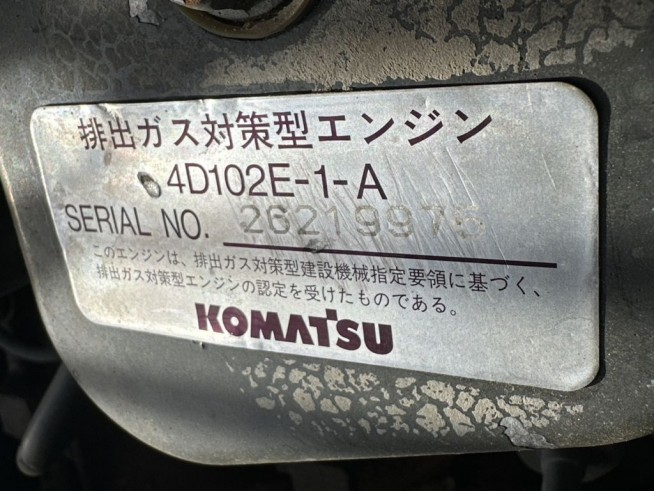 排出ガス対策型エンジン
4D102E-1-A
SERIAL NO. 26219976
このエンジンは、排出ガス対策型建設機械指定要領に基づく、
排出ガス対策型エンジンの認定を受けたものである。
KOMATSU